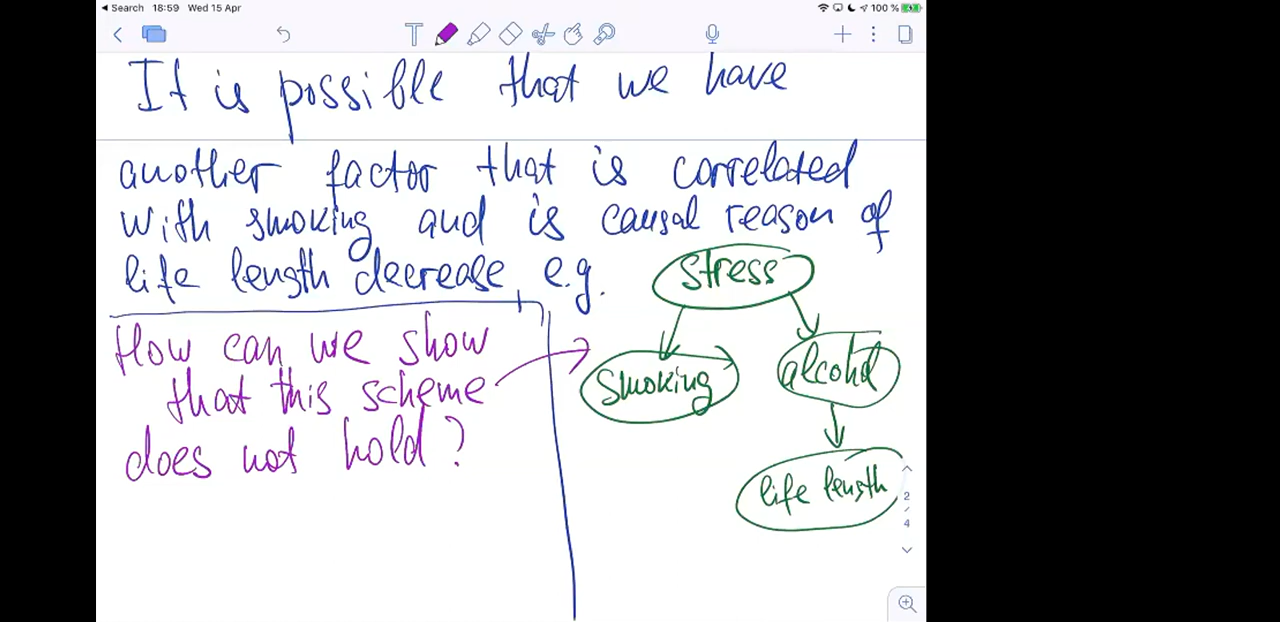 Search 18:59 Wed 15 Apr
100 %
It is possible that we have
another factor that is correlated
with smoking and is causal reason of
life length decrease, e.g.
stress
How can we show
that this scheme
does not hold?
smoking
alcohol
life length
2
/
4